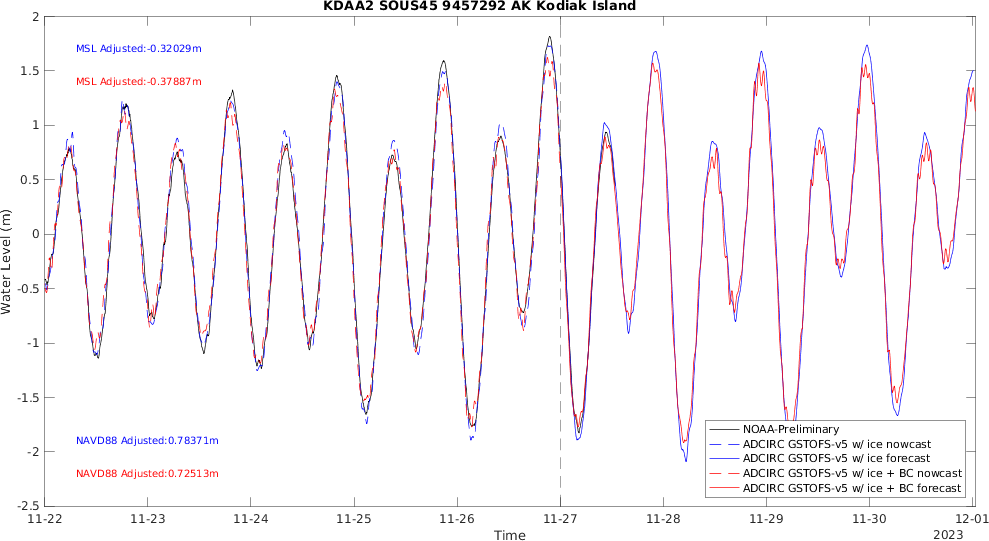 KDAA2 SOUS45 9457292 AK Kodiak Island
2
1.5
1
0.5
0
-0.5
-1
-1.5
-2
-2.5
Water Level (m)
MSL Adjusted:-0.32029m
MSL Adjusted:-0.37887m
NAVD88 Adjusted:0.78371m
NAVD88 Adjusted:0.72513m
NOAA-Preliminary
ADCIRC GSTOFS-v5 w/ ice nowcast
ADCIRC GSTOFS-v5 w/ ice forecast
ADCIRC GSTOFS-v5 w/ ice + BC nowcast
ADCIRC GSTOFS-v5 w/ ice + BC forecast
11-22 11-23 11-24 11-25 11-26 11-27 11-28 11-29 11-30 12-01
Time
2023